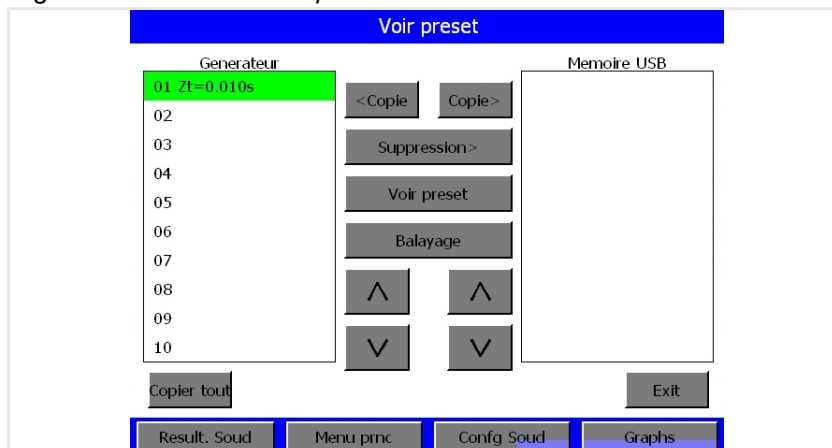 Voir preset
Generateur
Memoire USB
01 Zt=0.010s
02
03
04
05
06
07
08
09
10
<Copie
Copie>
Suppression>
Voir preset
Balayage
Copier tout
Exit
Result. Soud
Menu prnc
Confg Soud
Graphs